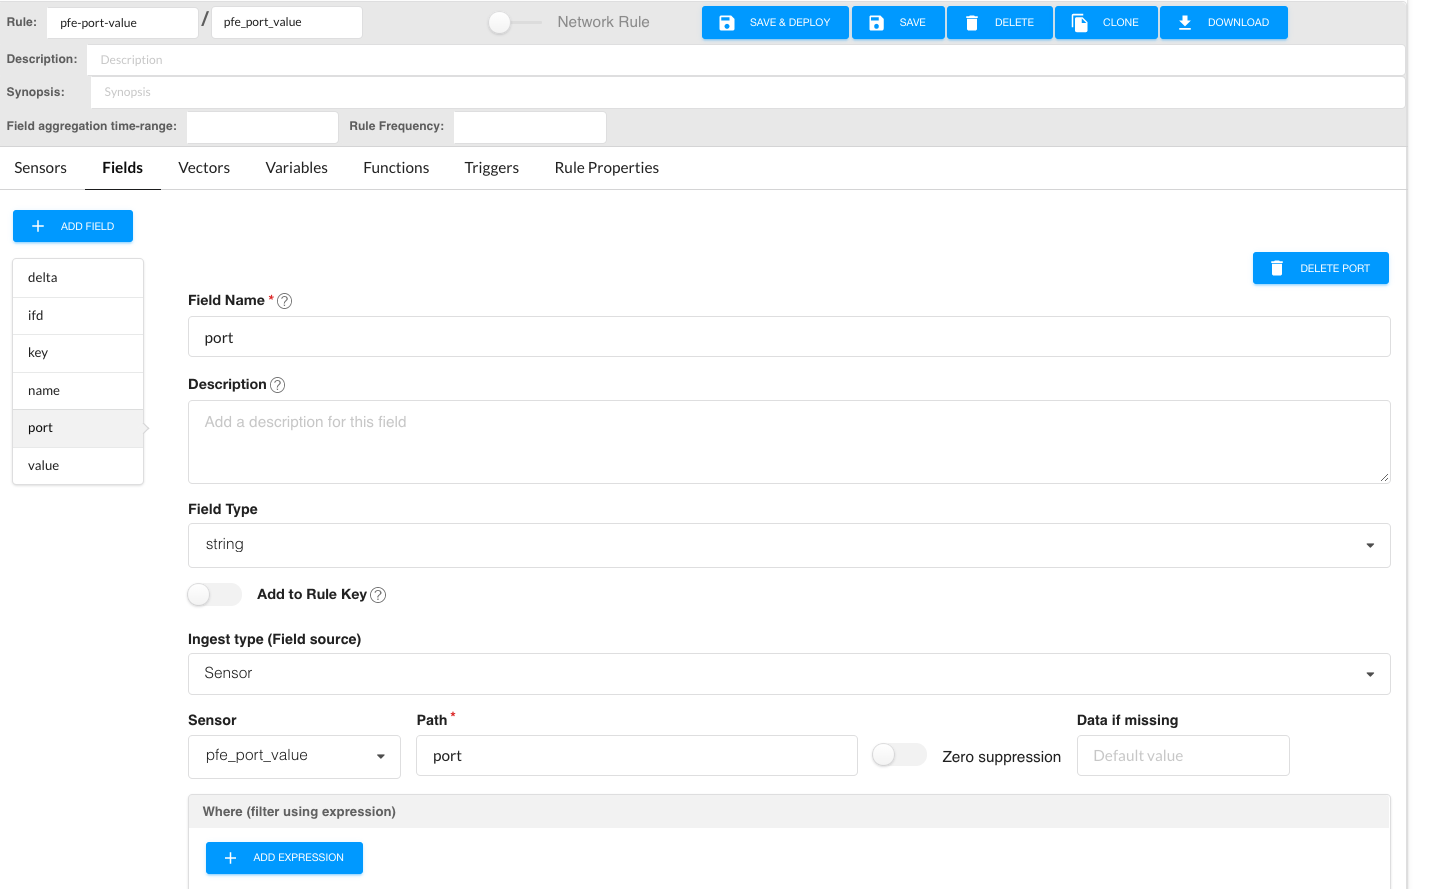 Rule: pfe-port-value / pfe_port_value Network Rule SAVE & DEPLOY SAVE DELETE CLONE DOWNLOAD
Description: Description
Synopsis: Synopsis
Field aggregation time-range: Rule Frequency:
Sensors Fields Vectors Variables Functions Triggers Rule Properties
+ ADD FIELD
delta
ifd
key
name
port
value
DELETE PORT
Field Name * ?
port
Description ?
Add a description for this field
Field Type
string
Add to Rule Key ?
Ingest type (Field source)
Sensor
Sensor Path * Data if missing
pfe_port_value port Zero suppression Default value
Where (filter using expression)
+ ADD EXPRESSION